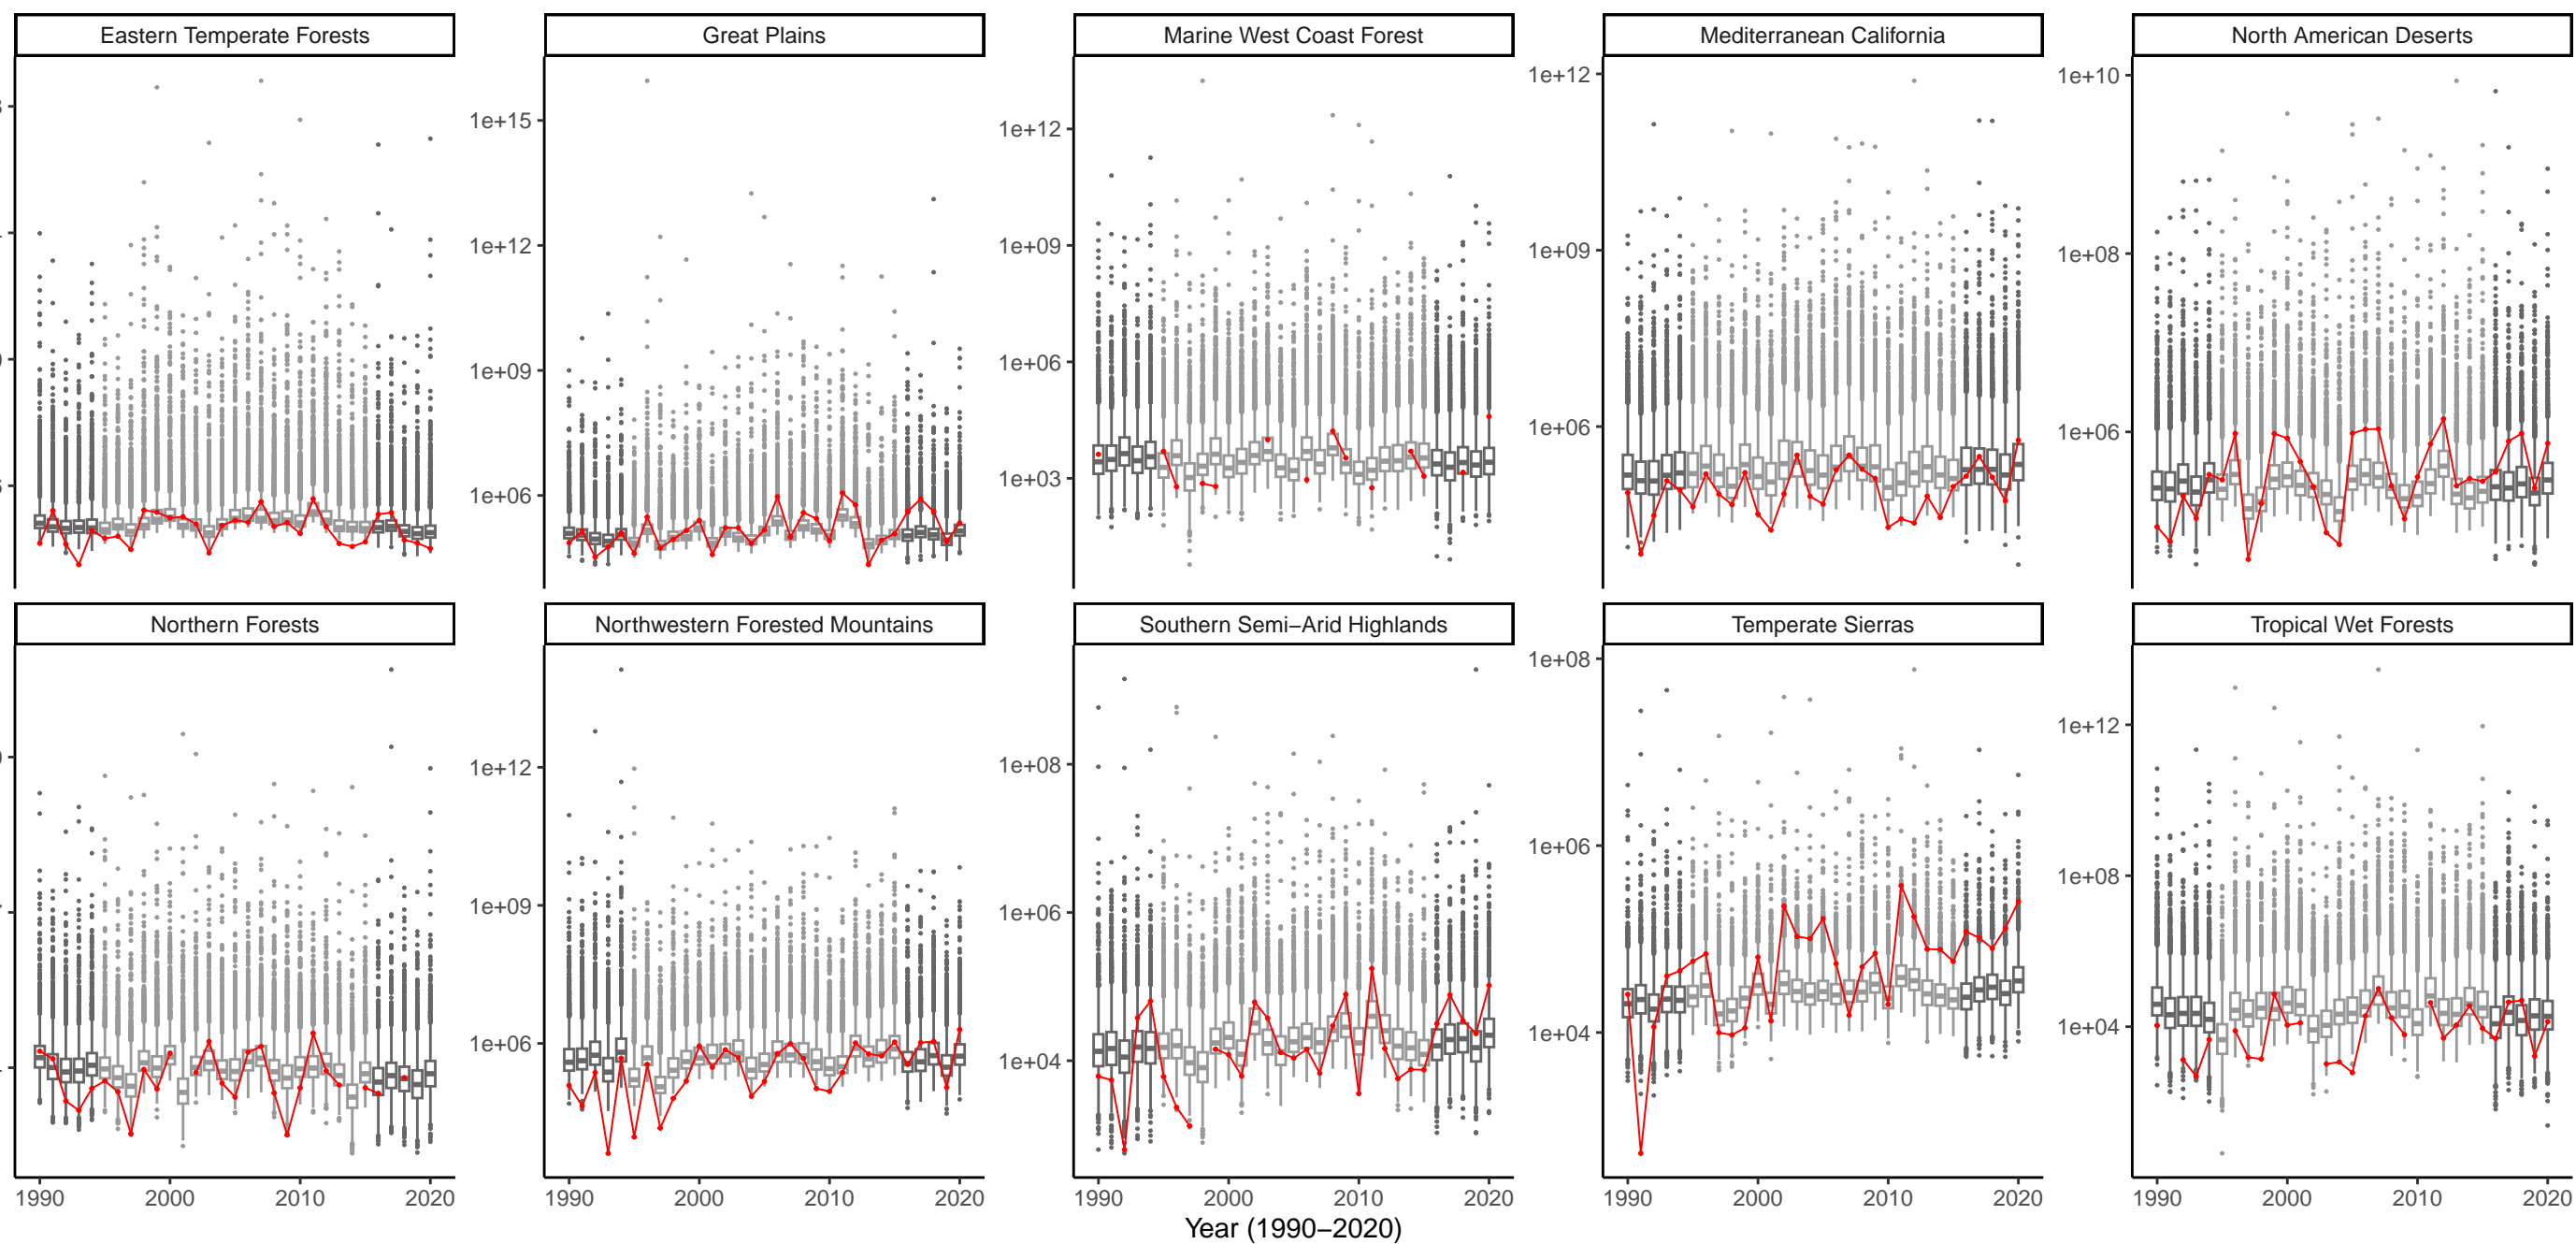 Eastern Temperate Forests
Great Plains
Marine West Coast Forest
Mediterranean California
North American Deserts
1e+15
1e+12
1e+09
1e+06
1e+12
1e+09
1e+06
1e+03
1e+12
1e+09
1e+06
1e+10
1e+08
1e+06
Northern Forests
Northwestern Forested Mountains
Southern Semi−Arid Highlands
Temperate Sierras
Tropical Wet Forests
1e+12
1e+09
1e+06
1e+08
1e+06
1e+04
1e+08
1e+06
1e+04
1e+12
1e+08
1e+04
1990 2000 2010 2020
1990 2000 2010 2020
1990 2000 2010 2020
1990 2000 2010 2020
1990 2000 2010 2020
Year (1990−2020)